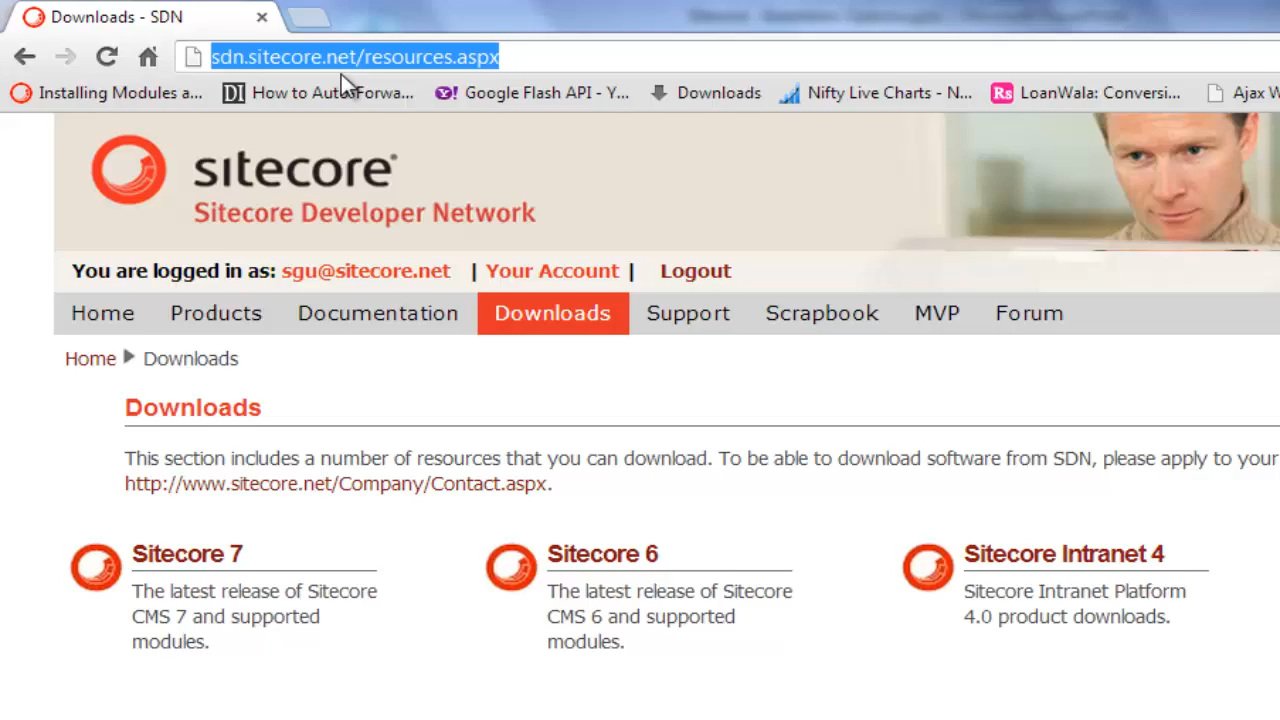 Downloads - SDN
sdn.sitecore.net/resources.aspx
Installing Modules a... DI How to Auto-Forwa... Y! Google Flash API - Y... Downloads Nifty Live Charts - N... Rs LoanWala: Conversi... Ajax W
sitecore®
Sitecore Developer Network
You are logged in as: sgu@sitecore.net | Your Account | Logout
Home Products Documentation Downloads Support Scrapbook MVP Forum
Home Downloads
Downloads
This section includes a number of resources that you can download. To be able to download software from SDN, please apply to your
http://www.sitecore.net/Company/Contact.aspx.
Sitecore 7 Sitecore 6 Sitecore Intranet 4
The latest release of Sitecore The latest release of Sitecore Sitecore Intranet Platform
CMS 7 and supported CMS 6 and supported 4.0 product downloads.
modules. modules.